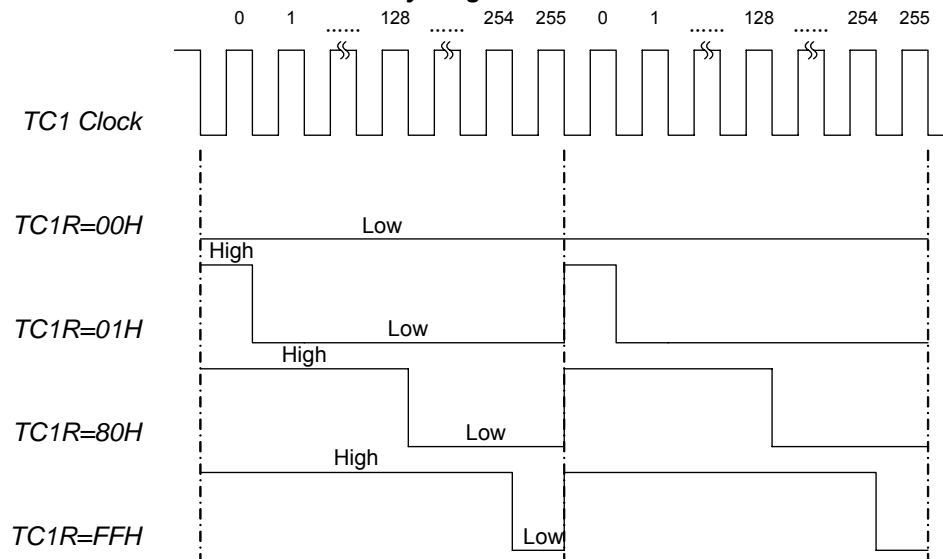 0 1 ...... 128 ...... 254 255 0 1 ...... 128 ...... 254 255
TC1 Clock
TC1R=00H
Low
High
TC1R=01H
Low
High
TC1R=80H
Low
High
TC1R=FFH
Low